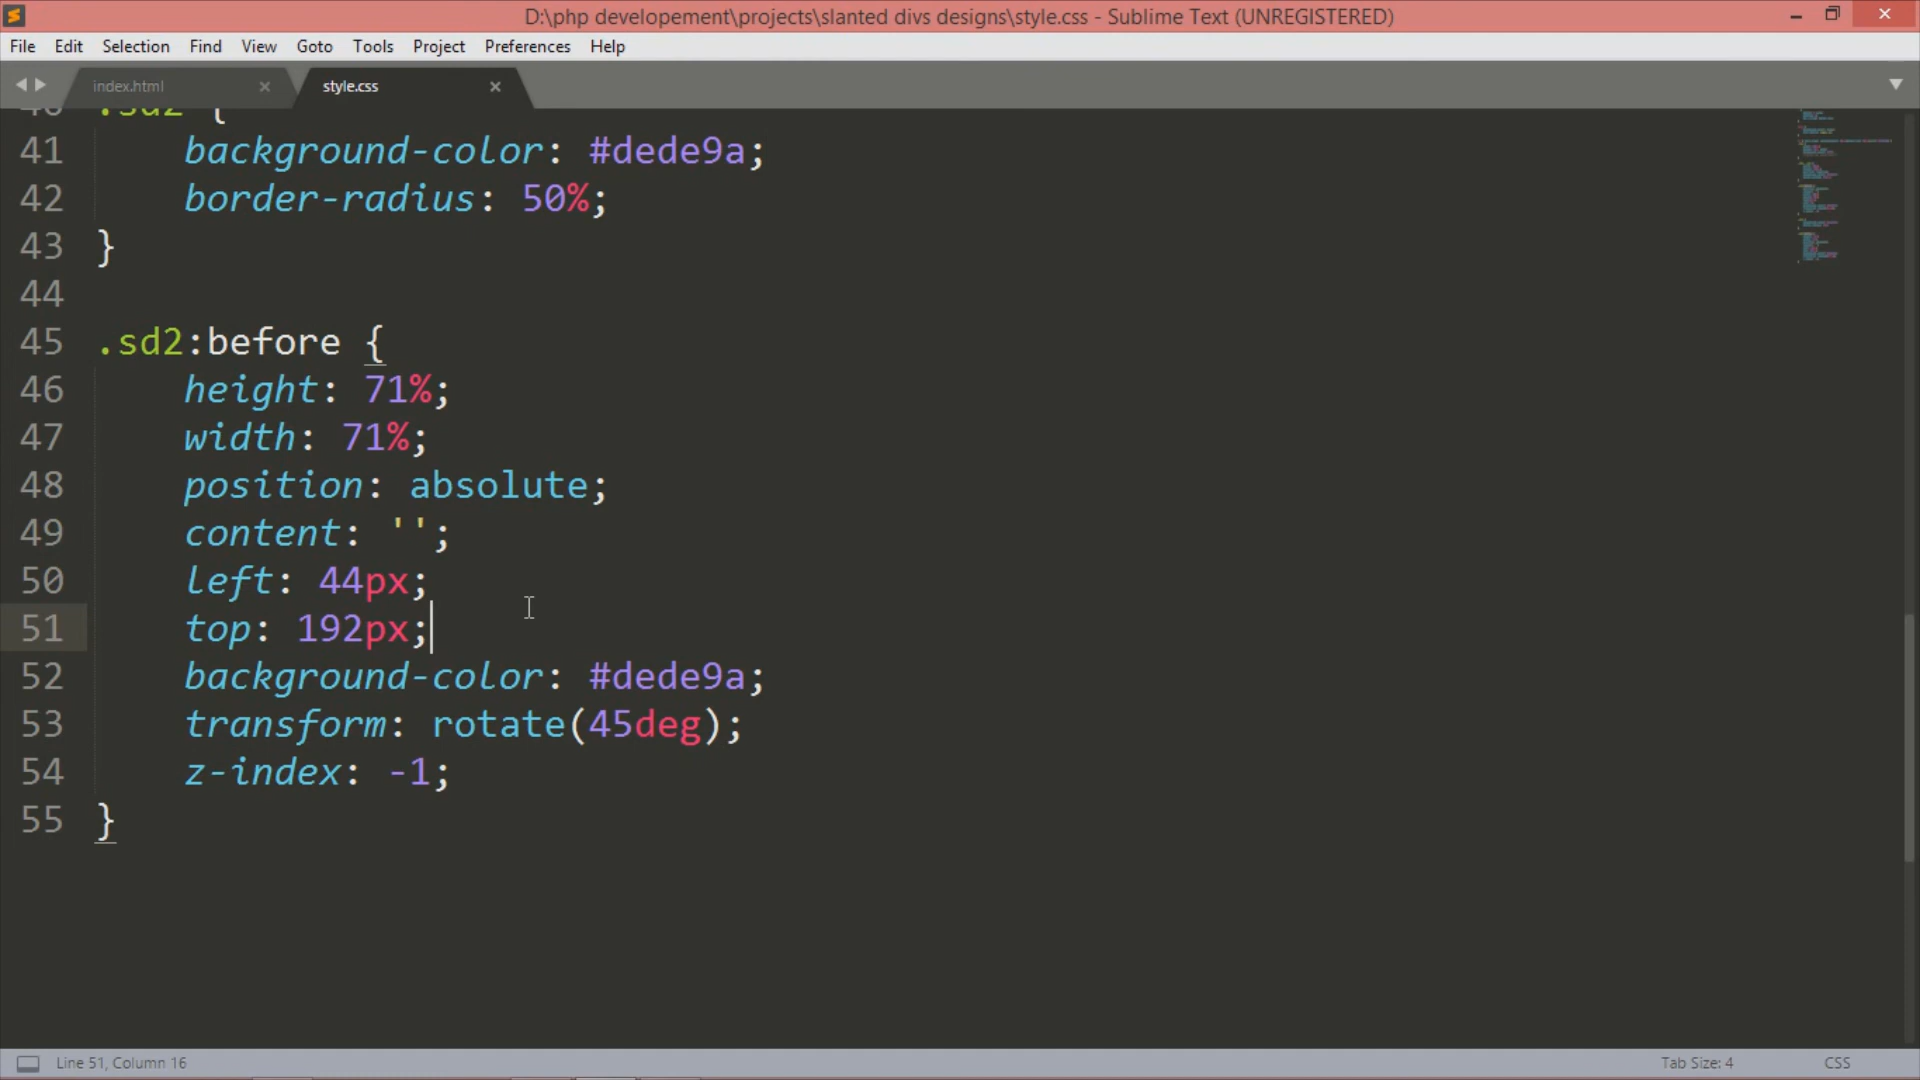 D:\php developement\projects\slanted divs designs\style.css - Sublime Text (UNREGISTERED)
File Edit Selection Find View Goto Tools Project Preferences Help
index.html style.css
40 .sd2 {
41 background-color: #dede9a;
42 border-radius: 50%;
43 }
44
45 .sd2:before {
46 height: 71%;
47 width: 71%;
48 position: absolute;
49 content: '';
50 left: 44px;
51 top: 192px;
52 background-color: #dede9a;
53 transform: rotate(45deg);
54 z-index: -1;
55 }
Line 51, Column 16 Tab Size: 4 CSS